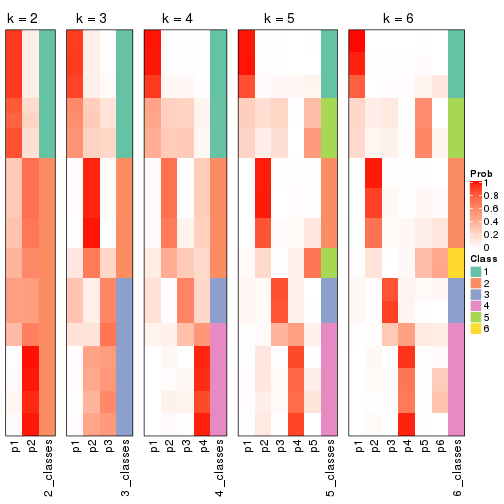 k = 2
k = 3
k = 4
k = 5
k = 6
Prob
1
0.8
0.6
0.4
0.2
0
Class
1
2
3
4
5
6
p1
p2
2_classes
p1
p2
p3
3_classes
p1
p2
p3
p4
4_classes
p1
p2
p3
p4
p5
5_classes
p1
p2
p3
p4
p5
p6
6_classes